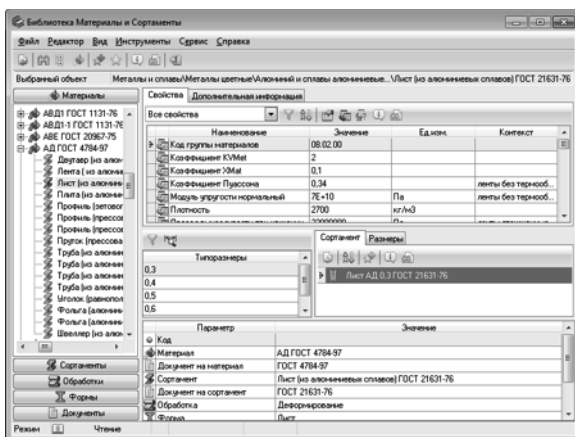 Библиотека Материалы и Сортаменты
Файл Редактор Вид Инструменты Сервис Справка
Выбранный объект Металлы и сплавы\Металлы цветные\Алюминий и сплавы алюминиевые...\Лист (из алюминиевых сплавов) ГОСТ 21631-76
Материалы
АВД1 ГОСТ 1131-76
АВД1-1 ГОСТ 1131-76
АВЕ ГОСТ 20967-75
АД ГОСТ 4784-97
Двутавр (из алюм
Лента ( из алюмин
Лист (из алюмини
Плита (из алюмин
Профиль (зетовог
Профиль (прессов
Профиль (прессов
Пруток (прессова
Труба (из алюмин
Труба (из алюмин
Труба (из алюмин
Труба (из алюмин
Уголок (равнопол
Фольга (алюмин
Фольга (алюмин
Швеллер (из алюм
Сортаменты
Обработки
Формы
Документы
Режим Чтение
Свойства Дополнительная информация
Все свойства
Наименование Значение Ед.изм. Контекст
Код группы материалов 08.02.00
Коэффициент KVMat 2
Коэффициент XMat 0,1
Коэффициент Пуассона 0,34 ленты без термооб...
Модуль упругости нормальный 7E+10 Па ленты без термооб...
Плотность 2700 кг/м3
Типоразмеры
0,3
0,4
0,5
0,6
Сортамент Размеры
Лист АД 0,3 ГОСТ 21631-76
Параметр Значение
Код
Материал АД ГОСТ 4784-97
Документ на материал ГОСТ 4784-97
Сортамент Лист (из алюминиевых сплавов) ГОСТ 21631-76
Документ на сортамент ГОСТ 21631-76
Обработка Деформирование
Форма Лист